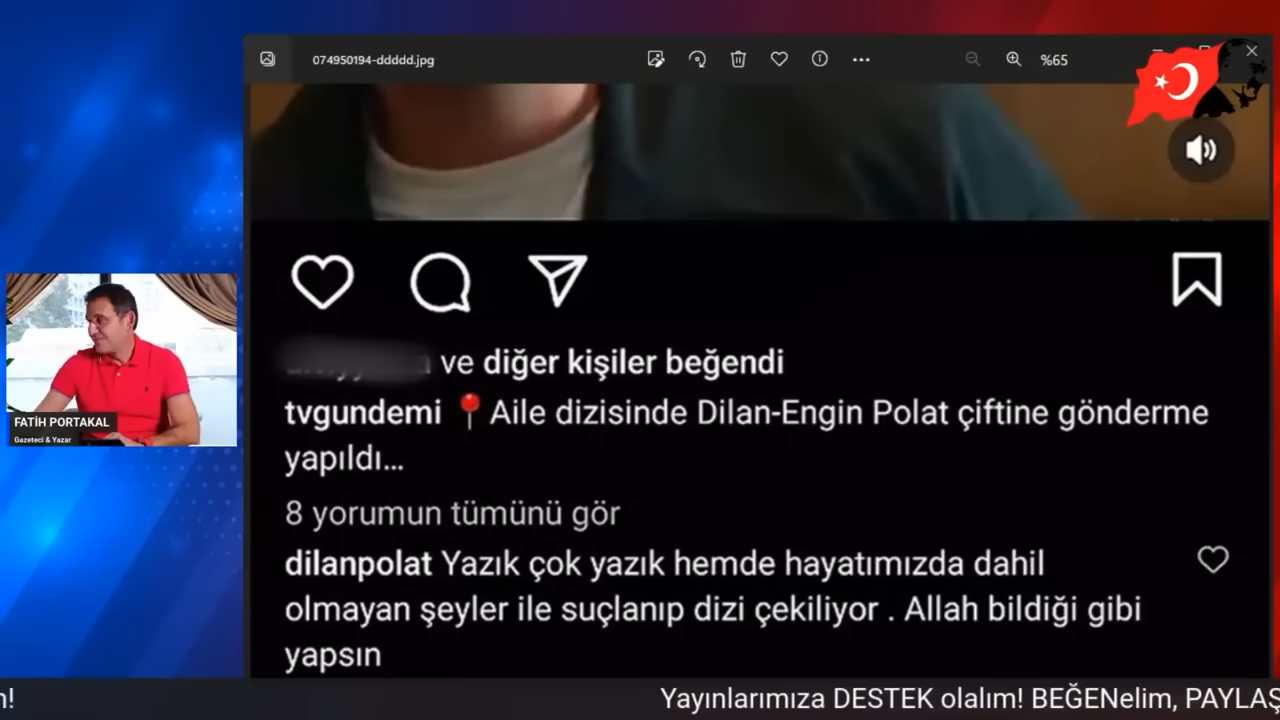 074950194-ddddd.jpg
%65
ve diğer kişiler beğendi
tvgundemi 📍Aile dizisinde Dilan-Engin Polat çiftine gönderme
yapıldı...
8 yorumun tümünü gör
dilanpolat Yazık çok yazık hemde hayatımızda dahil
olmayan şeyler ile suçlanıp dizi çekiliyor . Allah bildiği gibi
yapsın
FATİH PORTAKAL
Gazeteci & Yazar
! Yayınlarımıza DESTEK olalım! BEĞENelim, PAYLAŞ